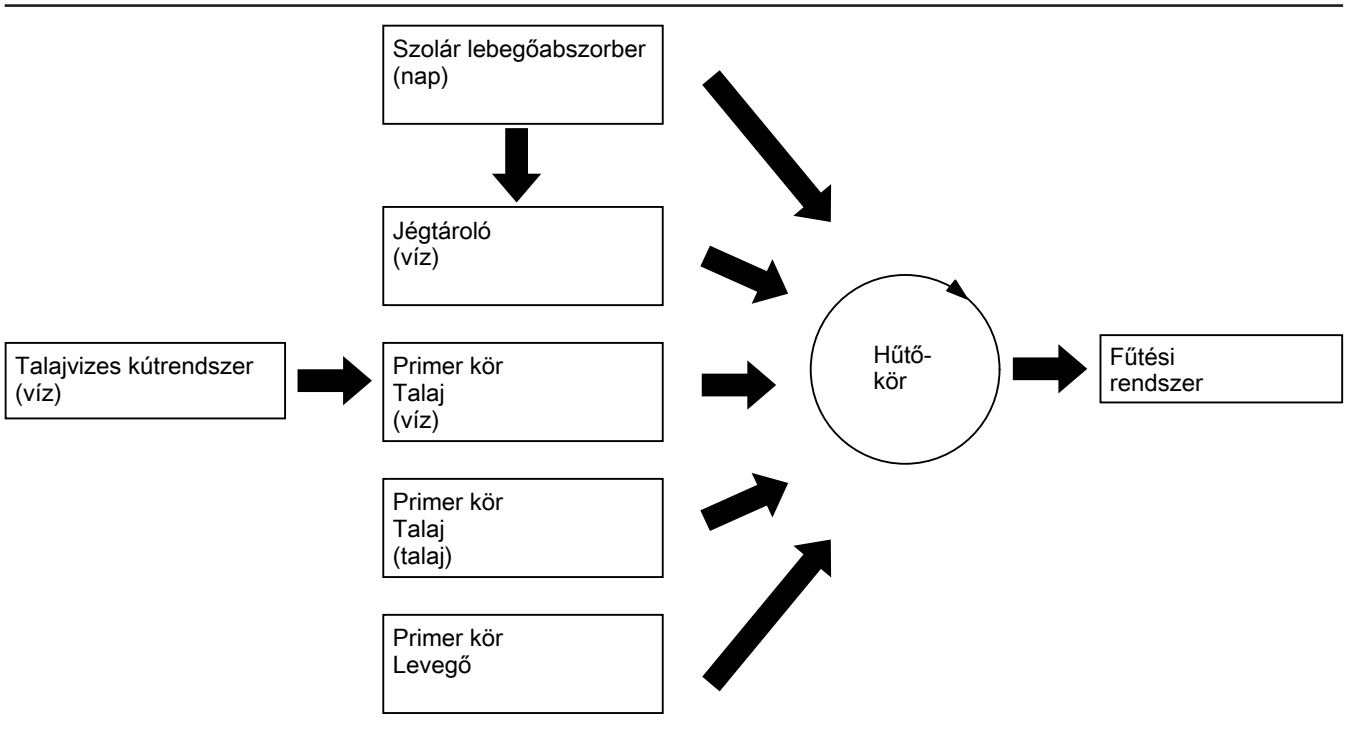 Szolár lebegőabszorber
(nap)
Jégtároló
(víz)
Talajvizes kútrendszer
(víz)
Primer kör
Talaj
(víz)
Hűtő-
kör
Fűtési
rendszer
Primer kör
Talaj
(talaj)
Primer kör
Levegő